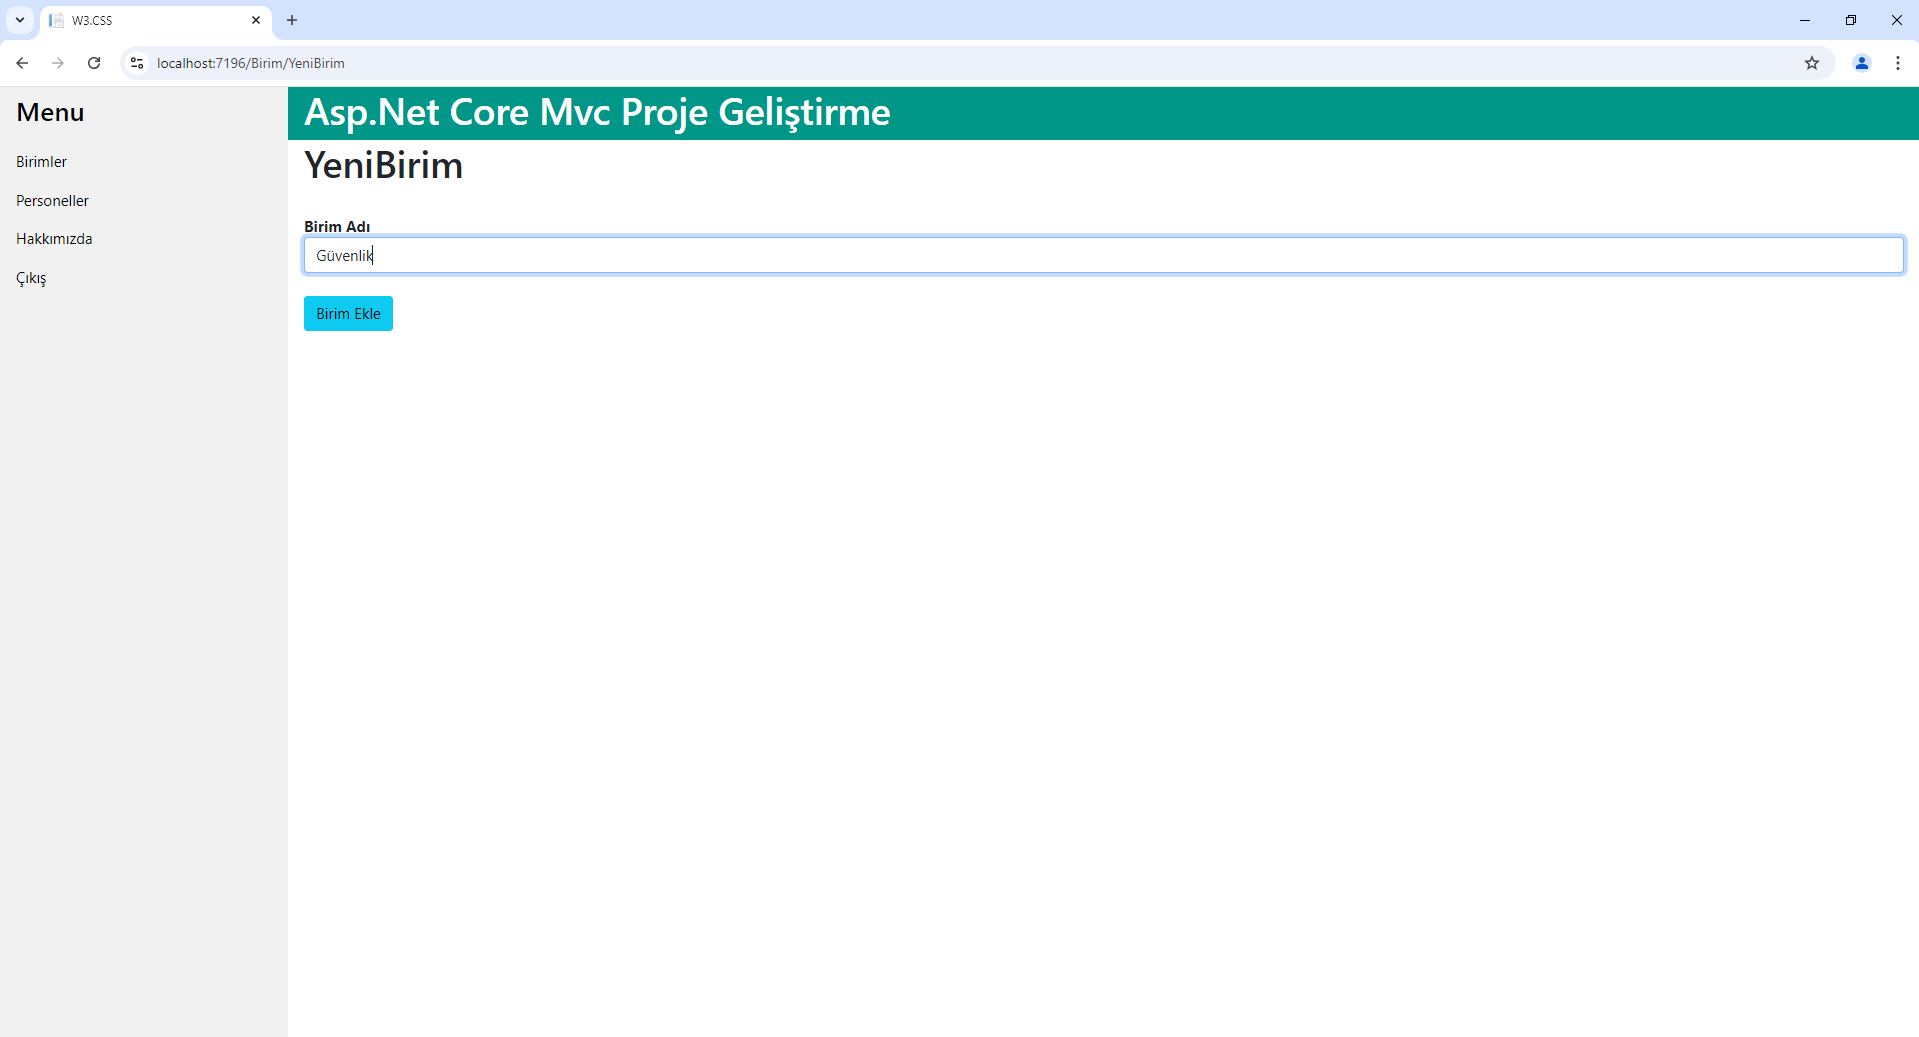 W3.CSS
localhost:7196/Birim/YeniBirim
Menu
Birimler
Personeller
Hakkımızda
Çıkış
Asp.Net Core Mvc Proje Geliştirme
YeniBirim
Birim Adı
Güvenlik
Birim Ekle